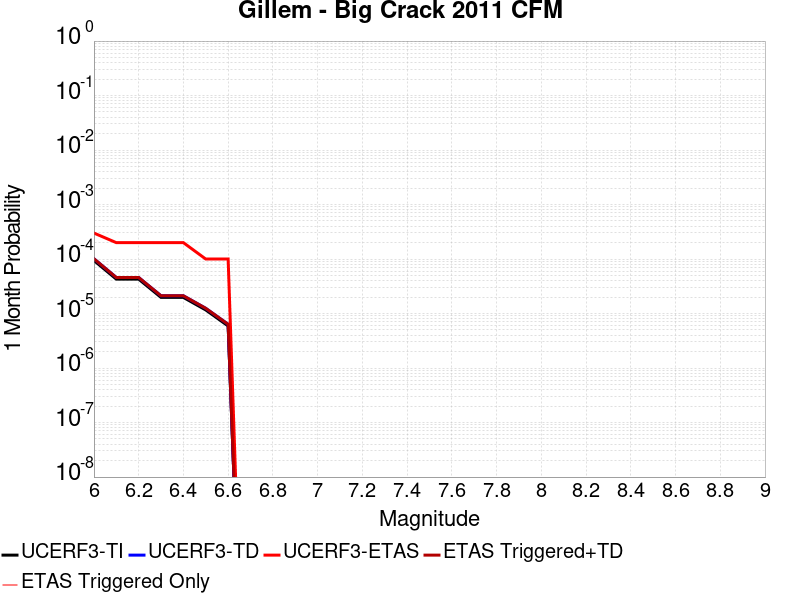 Gillem - Big Crack 2011 CFM
1 Month Probability
10^0
10^-1
10^-2
10^-3
10^-4
10^-5
10^-6
10^-7
10^-8
6 6.2 6.4 6.6 6.8 7 7.2 7.4 7.6 7.8 8 8.2 8.4 8.6 8.8 9
Magnitude
UCERF3-TI UCERF3-TD UCERF3-ETAS ETAS Triggered+TD
ETAS Triggered Only